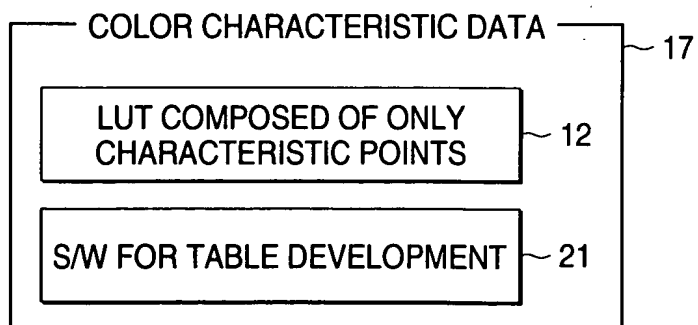 COLOR CHARACTERISTIC DATA
17
LUT COMPOSED OF ONLY
CHARACTERISTIC POINTS
12
S/W FOR TABLE DEVELOPMENT
21